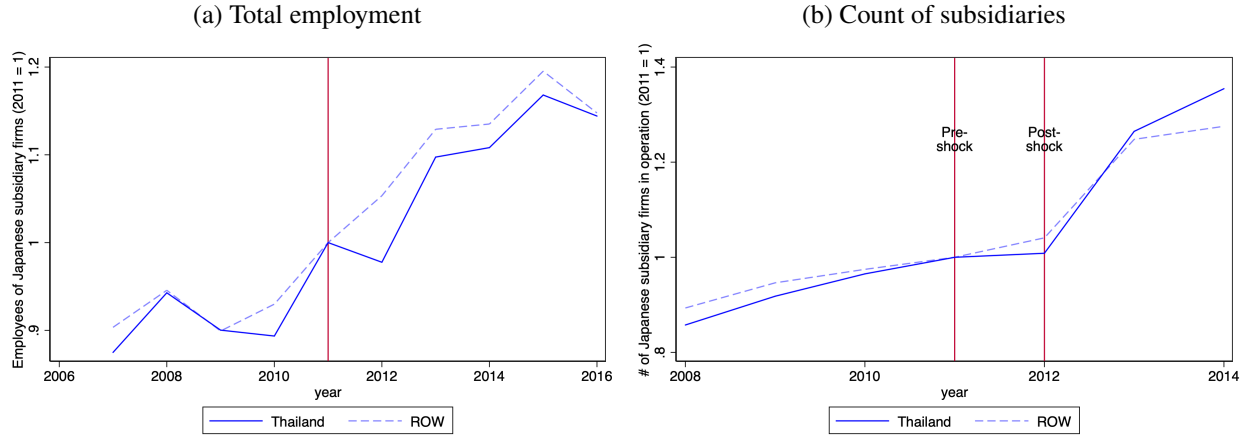 (a) Total employment
Employees of Japanese subsidiary firms (2011 = 1)
1.2
1.1
1
.9
2006 2008 2010 2012 2014 2016
year
Thailand ROW
(b) Count of subsidiaries
# of Japanese subsidiary firms in operation (2011 = 1)
1.4
1.2
1
.8
Pre-
shock
Post-
shock
2008 2010 2012 2014
year
Thailand ROW